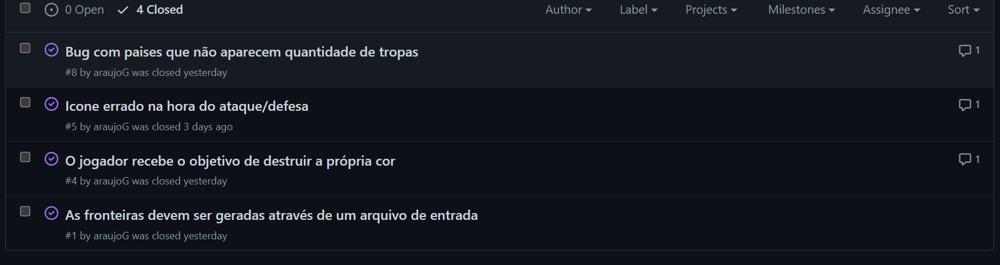 0 Open 4 Closed Author Label Projects Milestones Assignee Sort
Bug com paises que não aparecem quantidade de tropas 1
#8 by araujoG was closed yesterday
Icone errado na hora do ataque/defesa 1
#5 by araujoG was closed 3 days ago
O jogador recebe o objetivo de destruir a própria cor 1
#4 by araujoG was closed yesterday
As fronteiras devem ser geradas através de um arquivo de entrada
#1 by araujoG was closed yesterday